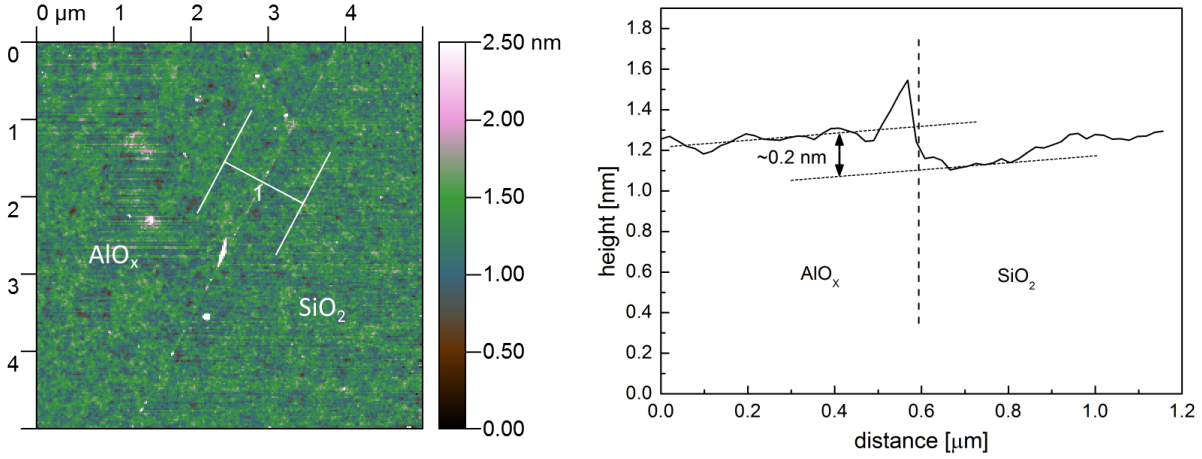 0 µm 1 2 3 4
0
1
2
3
4
1
AlOₓ
SiO₂
2.50 nm
2.00
1.50
1.00
0.50
0.00
1.8
1.6
1.4
1.2
1.0
0.8
0.6
0.4
0.2
0.0
height [nm]
~0.2 nm
AlOₓ
SiO₂
0.0 0.2 0.4 0.6 0.8 1.0 1.2
distance [µm]